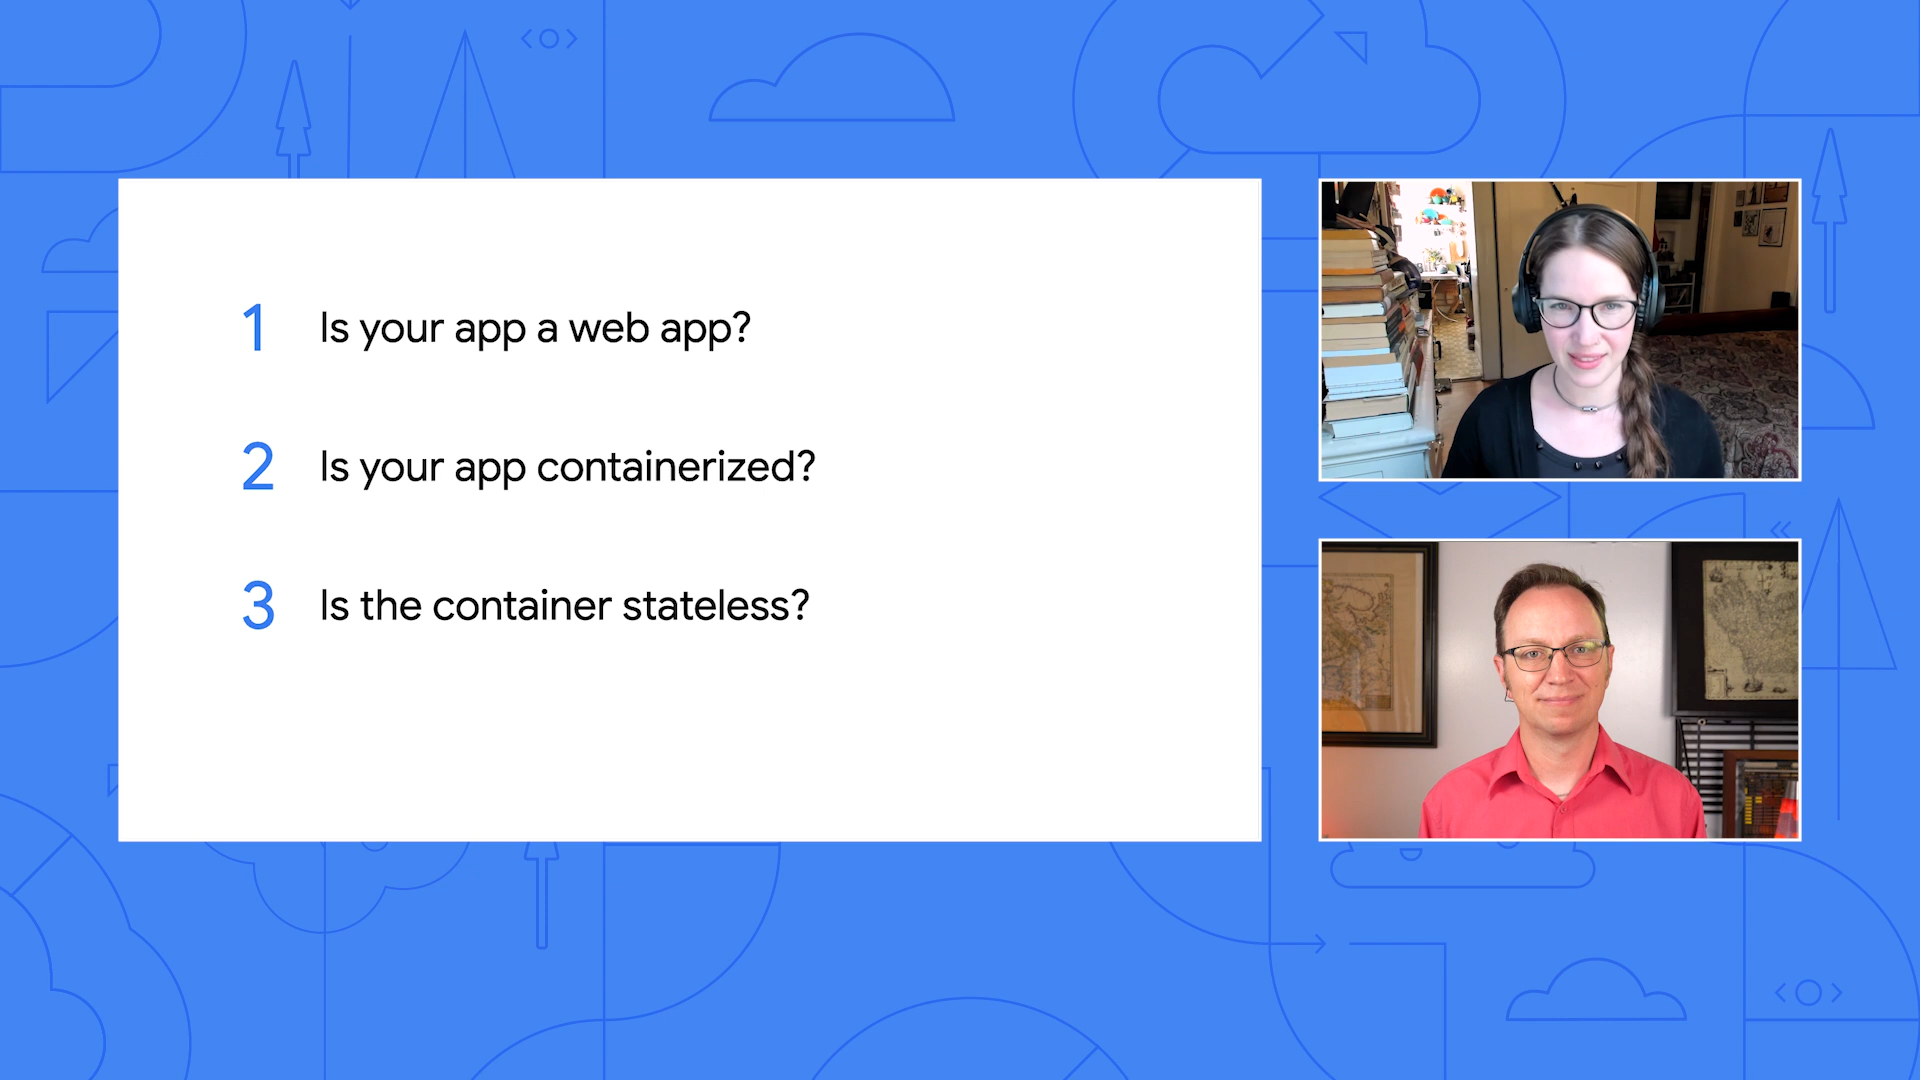 1 Is your app a web app?
2 Is your app containerized?
3 Is the container stateless?